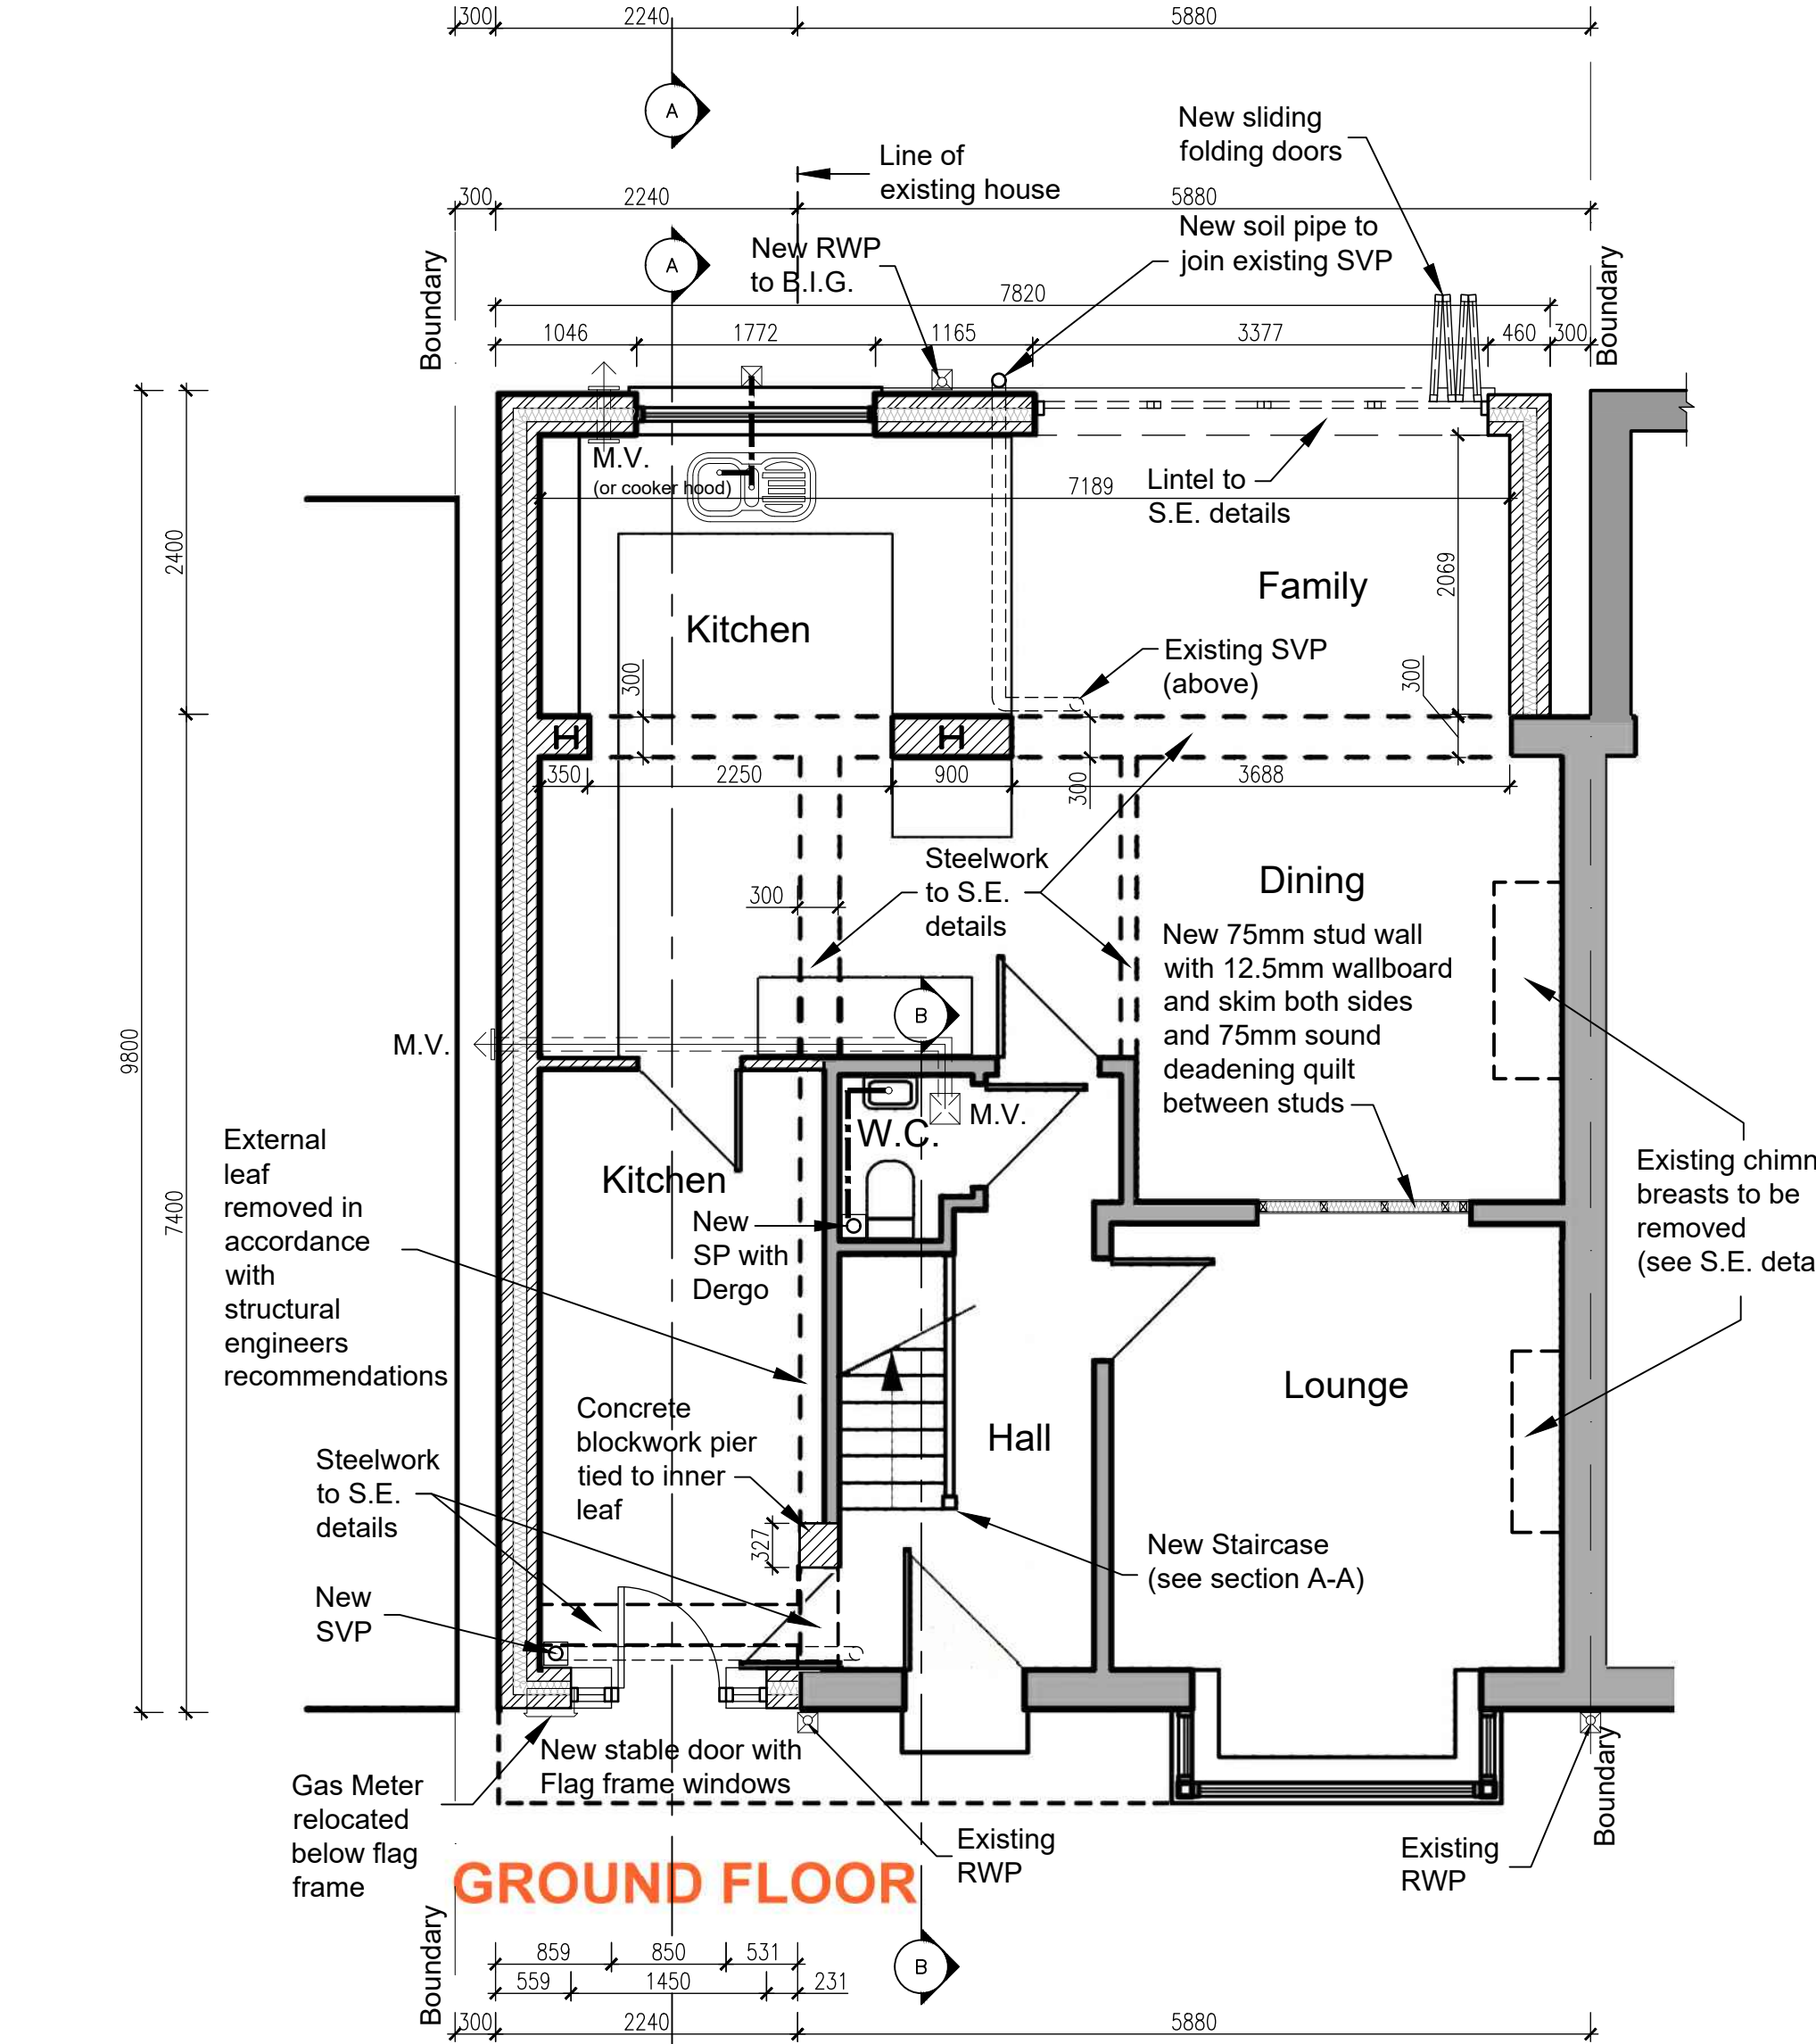 300
2240
5880
A
New sliding
folding doors
Line of
existing house
300
2240
5880
A
New RWP
to B.I.G.
New soil pipe to
join existing SVP
Boundary
Boundary
7820
1046
1772
1165
3377
460
300
M.V.
(or cooker hood)
7189
Lintel to
S.E. details
2400
2069
Family
Kitchen
Existing SVP
(above)
300
300
350
2250
900
300
3688
Steelwork
to S.E.
details
Dining
300
New 75mm stud wall
with 12.5mm wallboard
and skim both sides
and 75mm sound
deadening quilt
between studs
B
M.V.
9800
M.V.
W.C.
External
leaf
removed in
accordance
with
structural
engineers
recommendations
7400
Kitchen
New
SP with
Dergo
Existing chimn
breasts to be
removed
(see S.E. deta
Lounge
Concrete
blockwork pier
tied to inner
leaf
Hall
Steelwork
to S.E.
details
327
New Staircase
(see section A-A)
New
SVP
New stable door with
Flag frame windows
Gas Meter
relocated
below flag
frame
Existing
RWP
Existing
RWP
Boundary
GROUND FLOOR
Boundary
859
850
531
B
559
1450
231
300
2240
5880